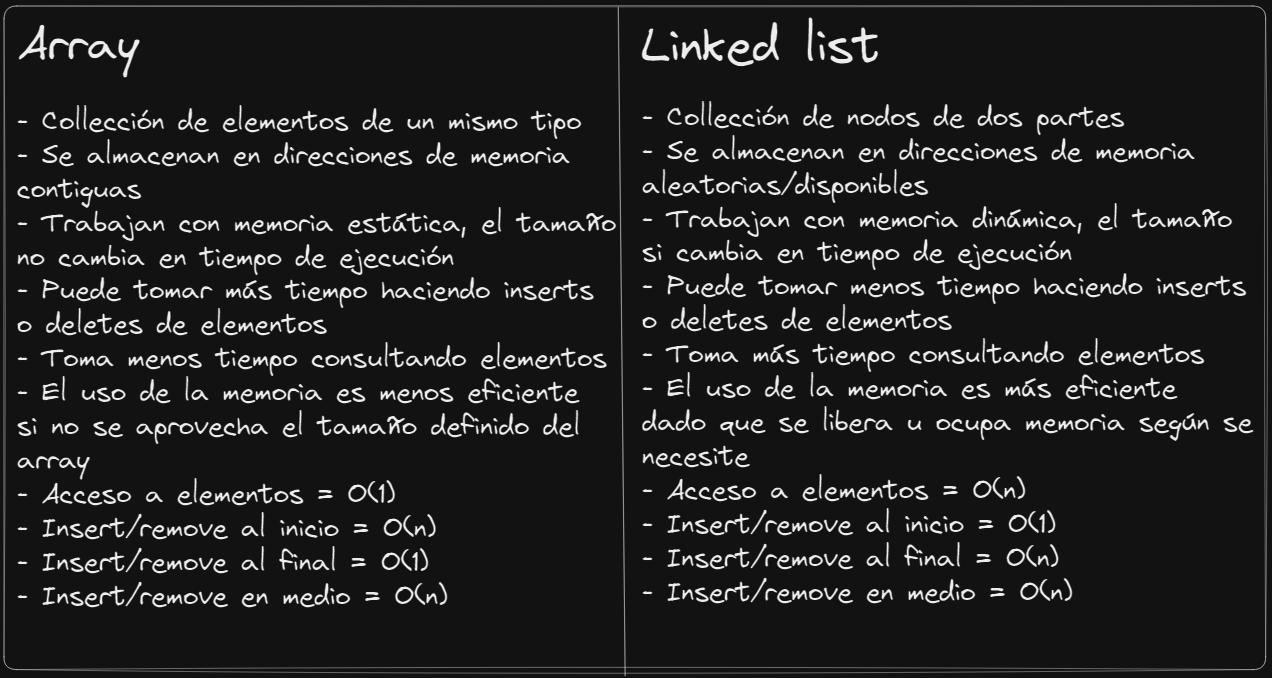 Array
- Collección de elementos de un mismo tipo
- Se almacenan en direcciones de memoria
contiguas
- Trabajan con memoria estática, el tamaño
no cambia en tiempo de ejecución
- Puede tomar más tiempo haciendo inserts
o deletes de elementos
- Toma menos tiempo consultando elementos
- El uso de la memoria es menos eficiente
si no se aprovecha el tamaño definido del
array
- Acceso a elementos = O(1)
- Insert/remove al inicio = O(n)
- Insert/remove al final = O(1)
- Insert/remove en medio = O(n)
Linked list
- Collección de nodos de dos partes
- Se almacenan en direcciones de memoria
aleatorias/disponibles
- Trabajan con memoria dinámica, el tamaño
si cambia en tiempo de ejecución
- Puede tomar menos tiempo haciendo inserts
o deletes de elementos
- Toma más tiempo consultando elementos
- El uso de la memoria es más eficiente
dado que se libera u ocupa memoria según se
necesite
- Acceso a elementos = O(n)
- Insert/remove al inicio = O(1)
- Insert/remove al final = O(n)
- Insert/remove en medio = O(n)